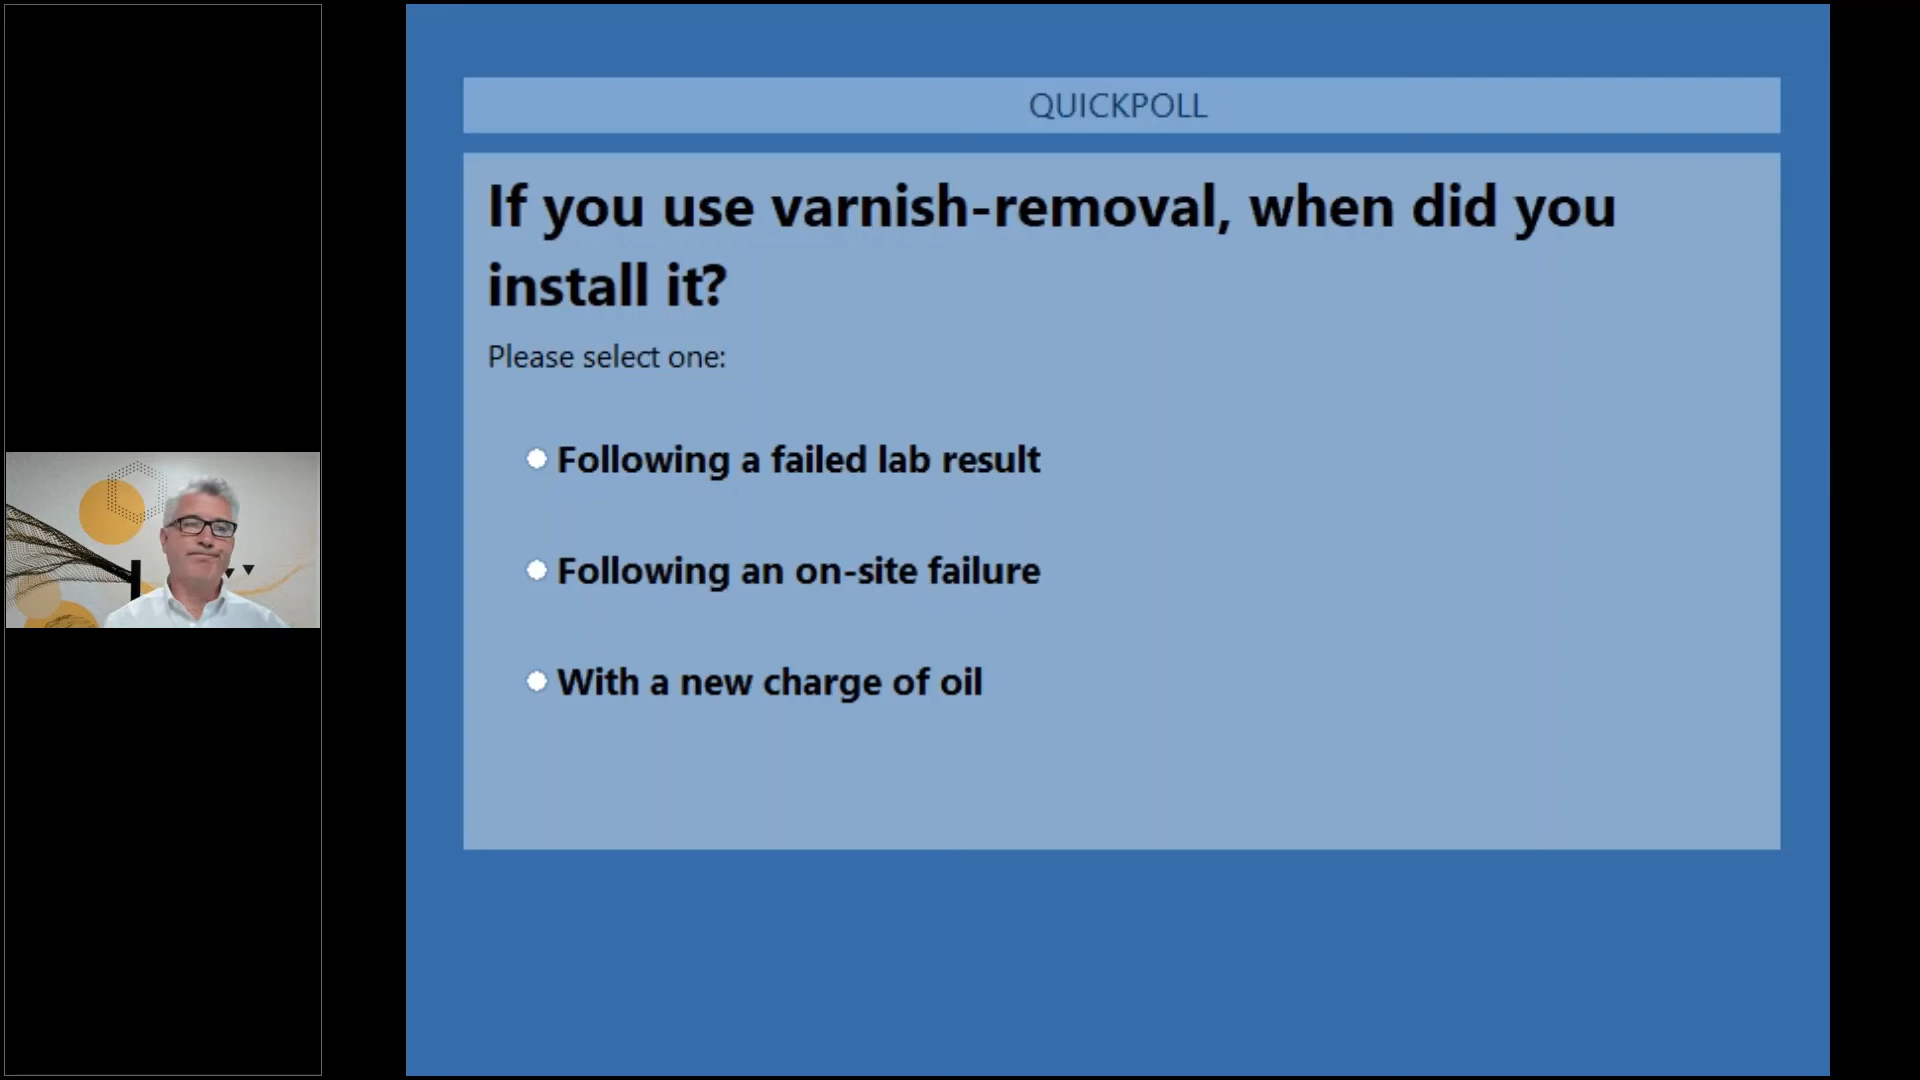 QUICKPOLL
If you use varnish-removal, when did you
install it?
Please select one:
Following a failed lab result
Following an on-site failure
With a new charge of oil